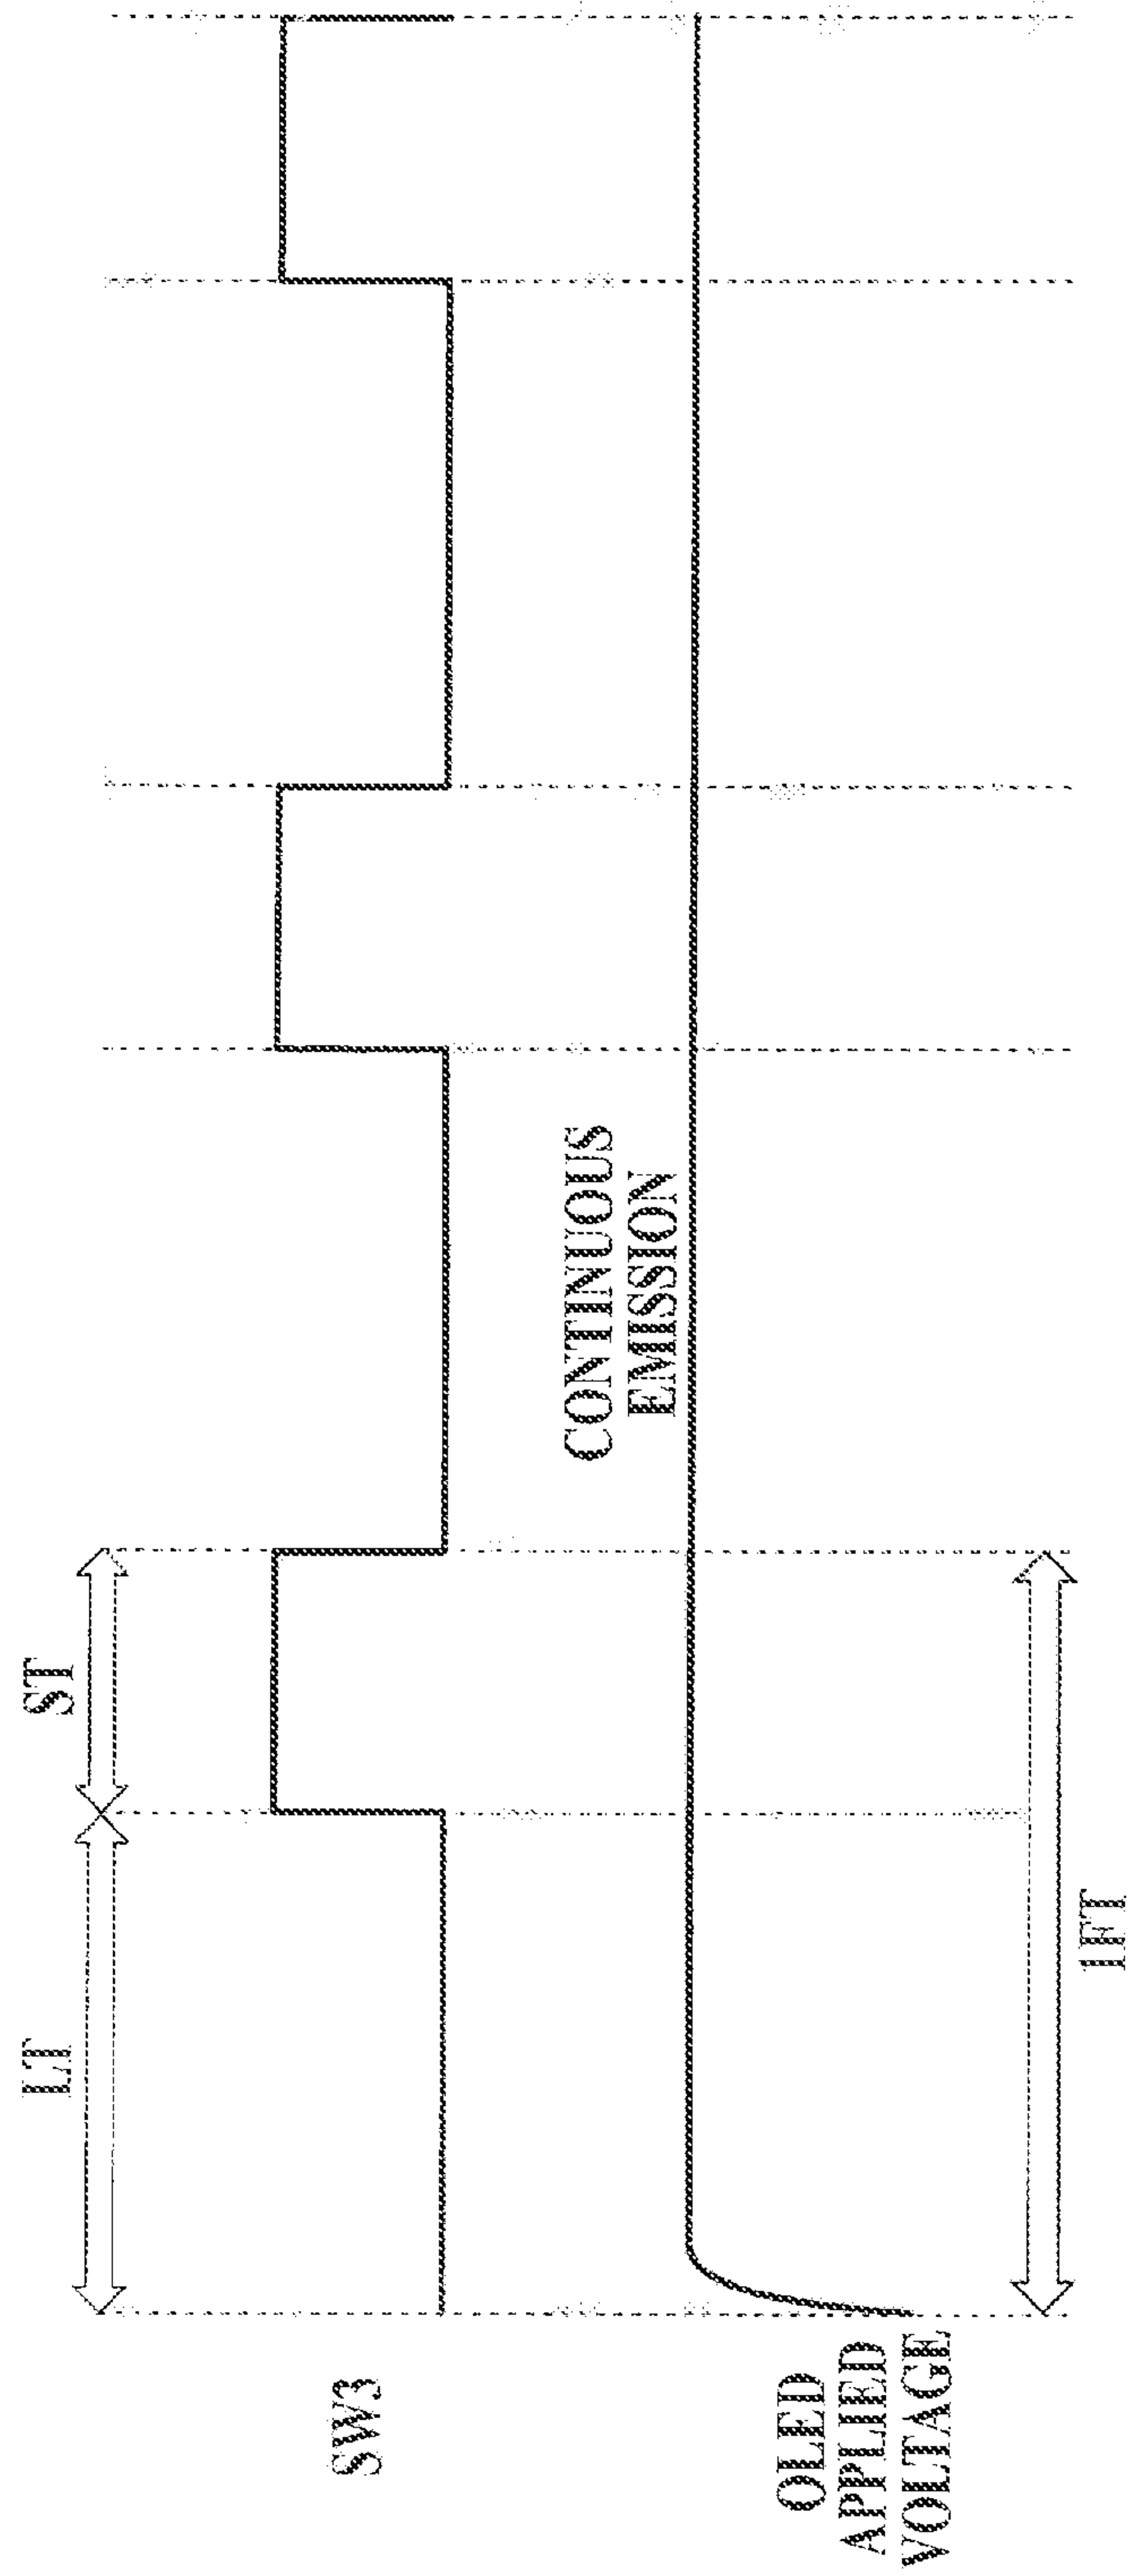 LT
ST
SW3
CONTINUOUS
EMISSION
OLED
APPLIED
VOLTAGE
1FT